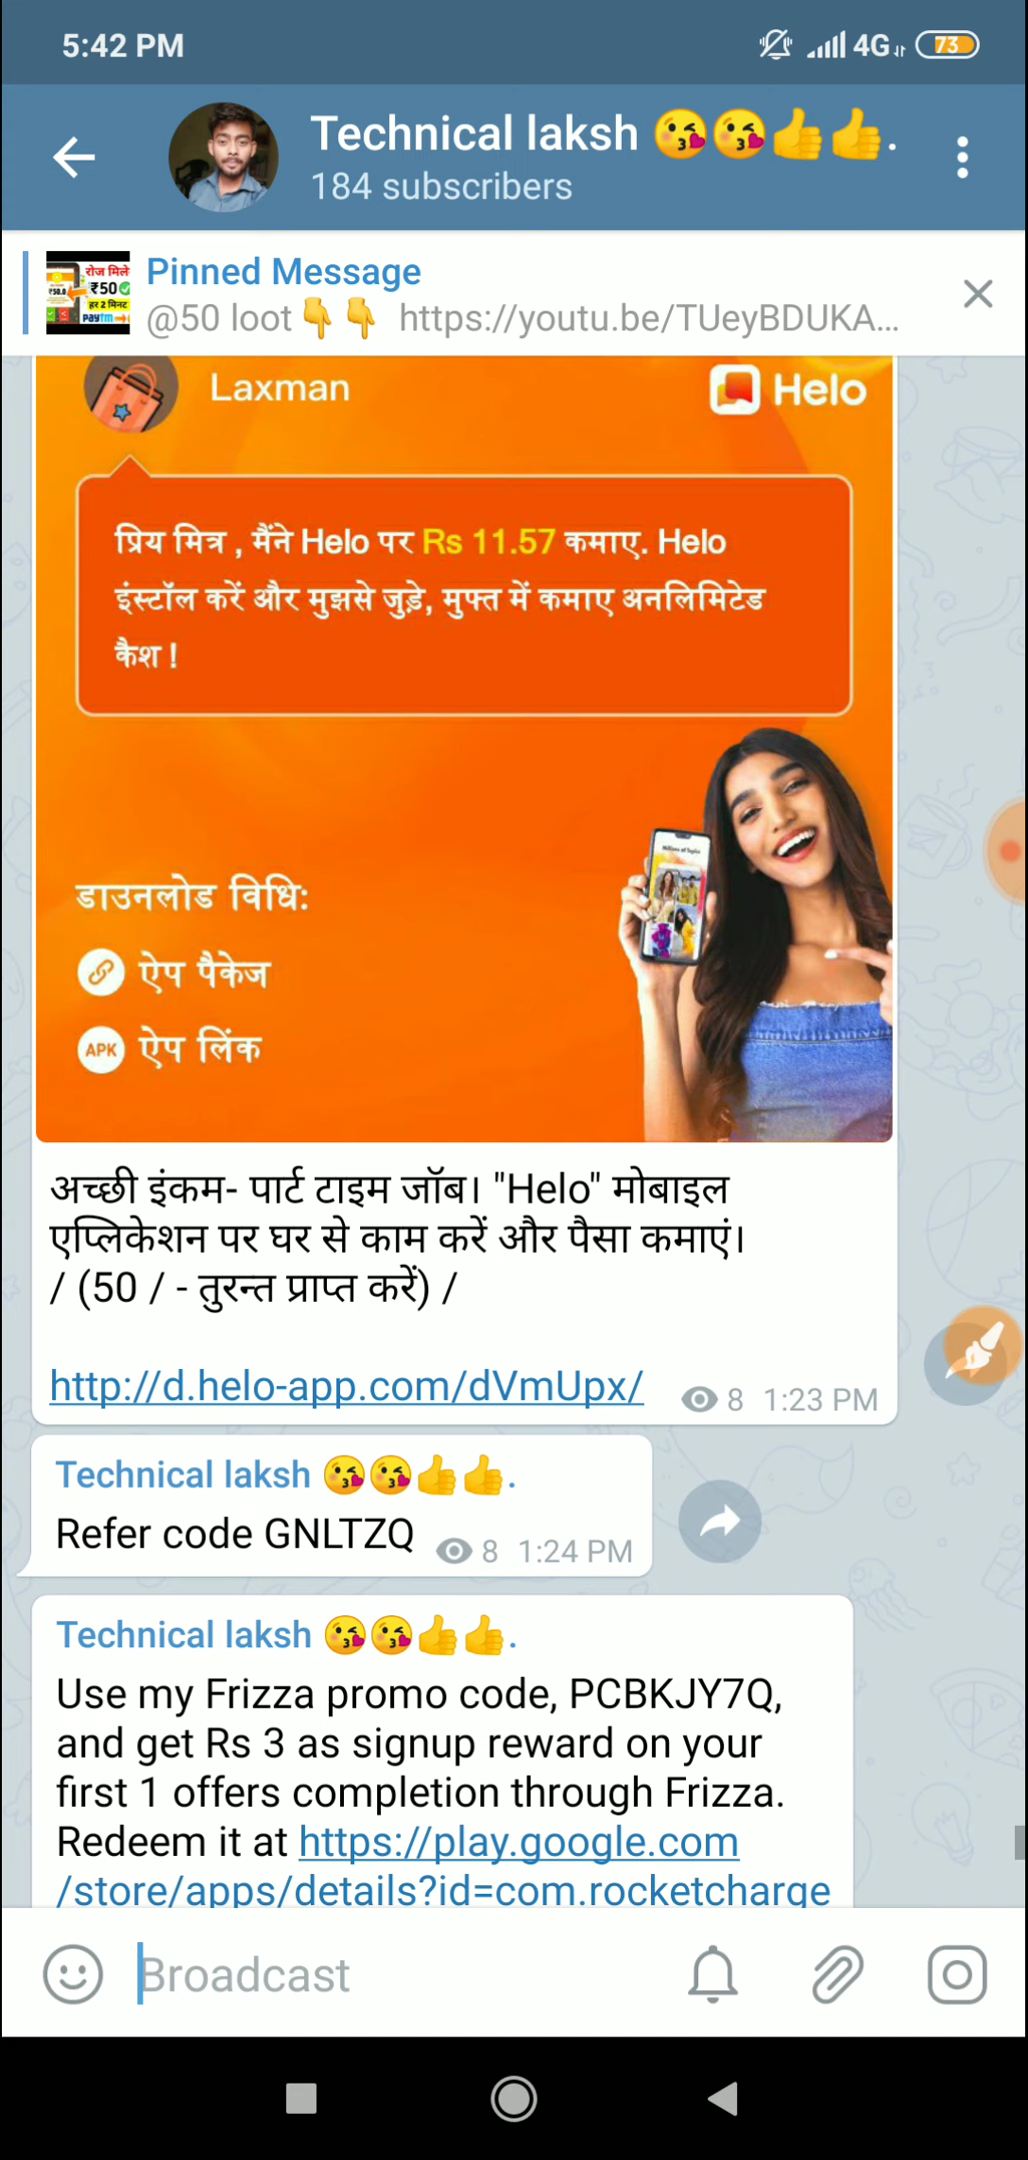 5:42 PM
4G
73
Technical laksh 😘😘👍👍.
184 subscribers
रोज मिले
₹50
हर 2 मिनट
Paytm
Pinned Message
@50 loot👇👇 https://youtu.be/TUeyBDUKA...
Laxman
Helo
प्रिय मित्र , मैंने Helo पर Rs 11.57 कमाए. Helo
इंस्टॉल करें और मुझसे जुड़े, मुफ्त में कमाए अनलिमिटेड
कैश !
डाउनलोड विधि:
ऐप पैकेज
APK ऐप लिंक
अच्छी इंकम- पार्ट टाइम जॉब। "Helo" मोबाइल
एप्लिकेशन पर घर से काम करें और पैसा कमाएं।
/ (50 / - तुरन्त प्राप्त करें) /
http://d.helo-app.com/dVmUpx/ 8 1:23 PM
Technical laksh 😘😘👍👍.
Refer code GNLTZQ 8 1:24 PM
Technical laksh 😘😘👍👍.
Use my Frizza promo code, PCBKJY7Q,
and get Rs 3 as signup reward on your
first 1 offers completion through Frizza.
Redeem it at https://play.google.com
/store/apps/details?id=com.rocketcharge
Broadcast